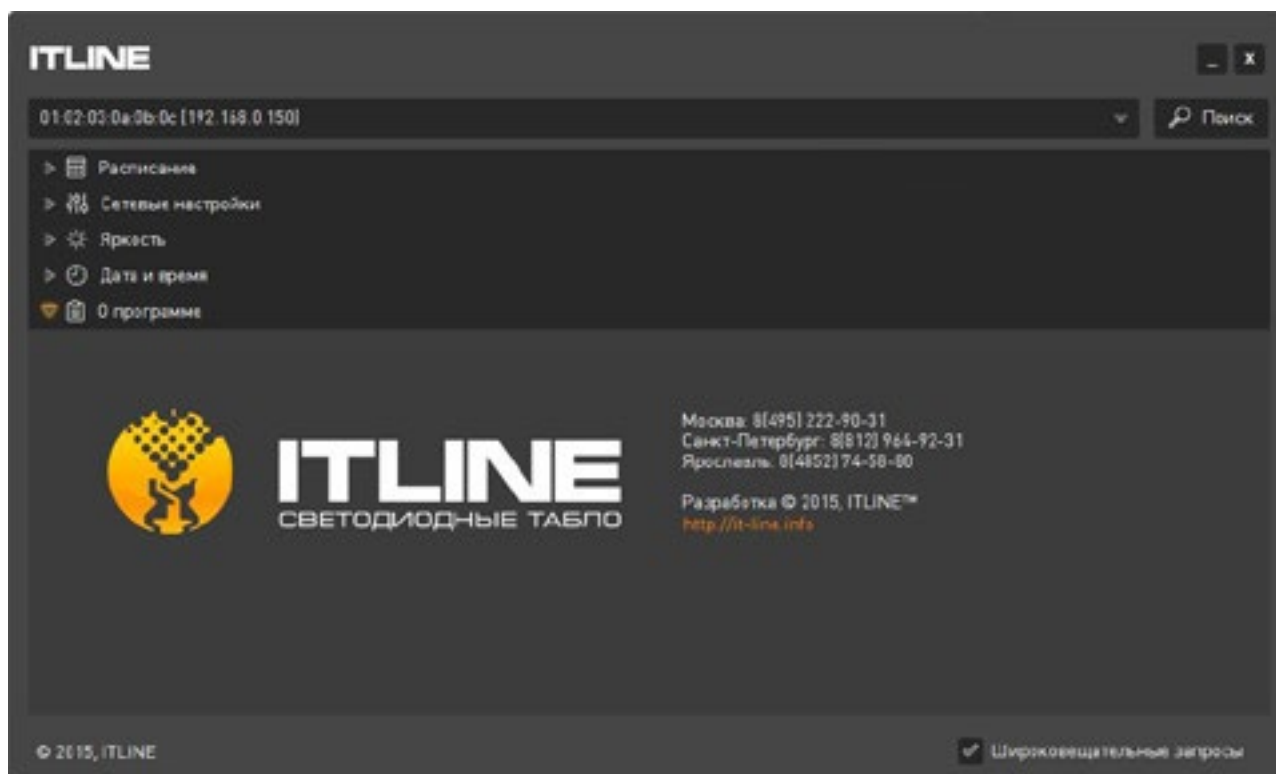 ITLINE
_ X
01:02:03:0a:0b:0c [192.168.0.150]
Поиск
Расписание
Сетевые настройки
Яркость
Дата и время
О программе
ITLINE
СВЕТОДИОДНЫЕ ТАБЛО
Москва: 8(495) 222-90-31
Санкт-Петербург: 8(812) 964-92-31
Ярославль: 8(4852) 74-58-80
Разработка © 2015, ITLINE™
http://it-line.info
© 2015, ITLINE
Широковещательные запросы